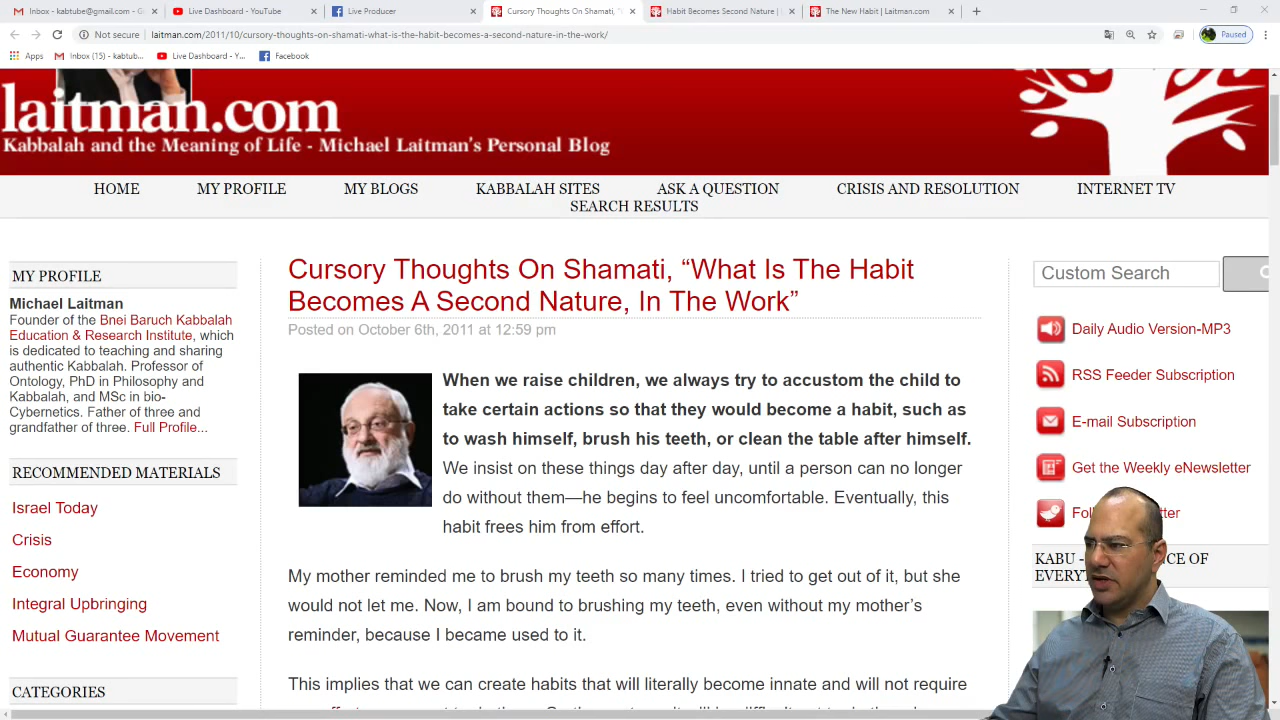 Inbox - kabtube@gmail.com - G
Live Dashboard - YouTube
Live Producer
Cursory Thoughts On Shamati, "
Habit Becomes Second Nature | L
The New Habit | Laitman.com
Not secure
laitman.com/2011/10/cursory-thoughts-on-shamati-what-is-the-habit-becomes-a-second-nature-in-the-work/
Paused
Apps
Inbox (15) - kabtub...
Live Dashboard - Y...
Facebook
laitman.com
Kabbalah and the Meaning of Life - Michael Laitman's Personal Blog
HOME
MY PROFILE
MY BLOGS
KABBALAH SITES
ASK A QUESTION
CRISIS AND RESOLUTION
INTERNET TV
SEARCH RESULTS
MY PROFILE
Michael Laitman
Founder of the Bnei Baruch Kabbalah
Education & Research Institute, which
is dedicated to teaching and sharing
authentic Kabbalah. Professor of
Ontology, PhD in Philosophy and
Kabbalah, and MSc in bio-
Cybernetics. Father of three and
grandfather of three. Full Profile...
RECOMMENDED MATERIALS
Israel Today
Crisis
Economy
Integral Upbringing
Mutual Guarantee Movement
CATEGORIES
Cursory Thoughts On Shamati, “What Is The Habit
Becomes A Second Nature, In The Work”
Posted on October 6th, 2011 at 12:59 pm
When we raise children, we always try to accustom the child to
take certain actions so that they would become a habit, such as
to wash himself, brush his teeth, or clean the table after himself.
We insist on these things day after day, until a person can no longer
do without them—he begins to feel uncomfortable. Eventually, this
habit frees him from effort.
My mother reminded me to brush my teeth so many times. I tried to get out of it, but she
would not let me. Now, I am bound to brushing my teeth, even without my mother’s
reminder, because I became used to it.
This implies that we can create habits that will literally become innate and will not require
Custom Search
Daily Audio Version-MP3
RSS Feeder Subscription
E-mail Subscription
Get the Weekly eNewsletter
KABU -
OF